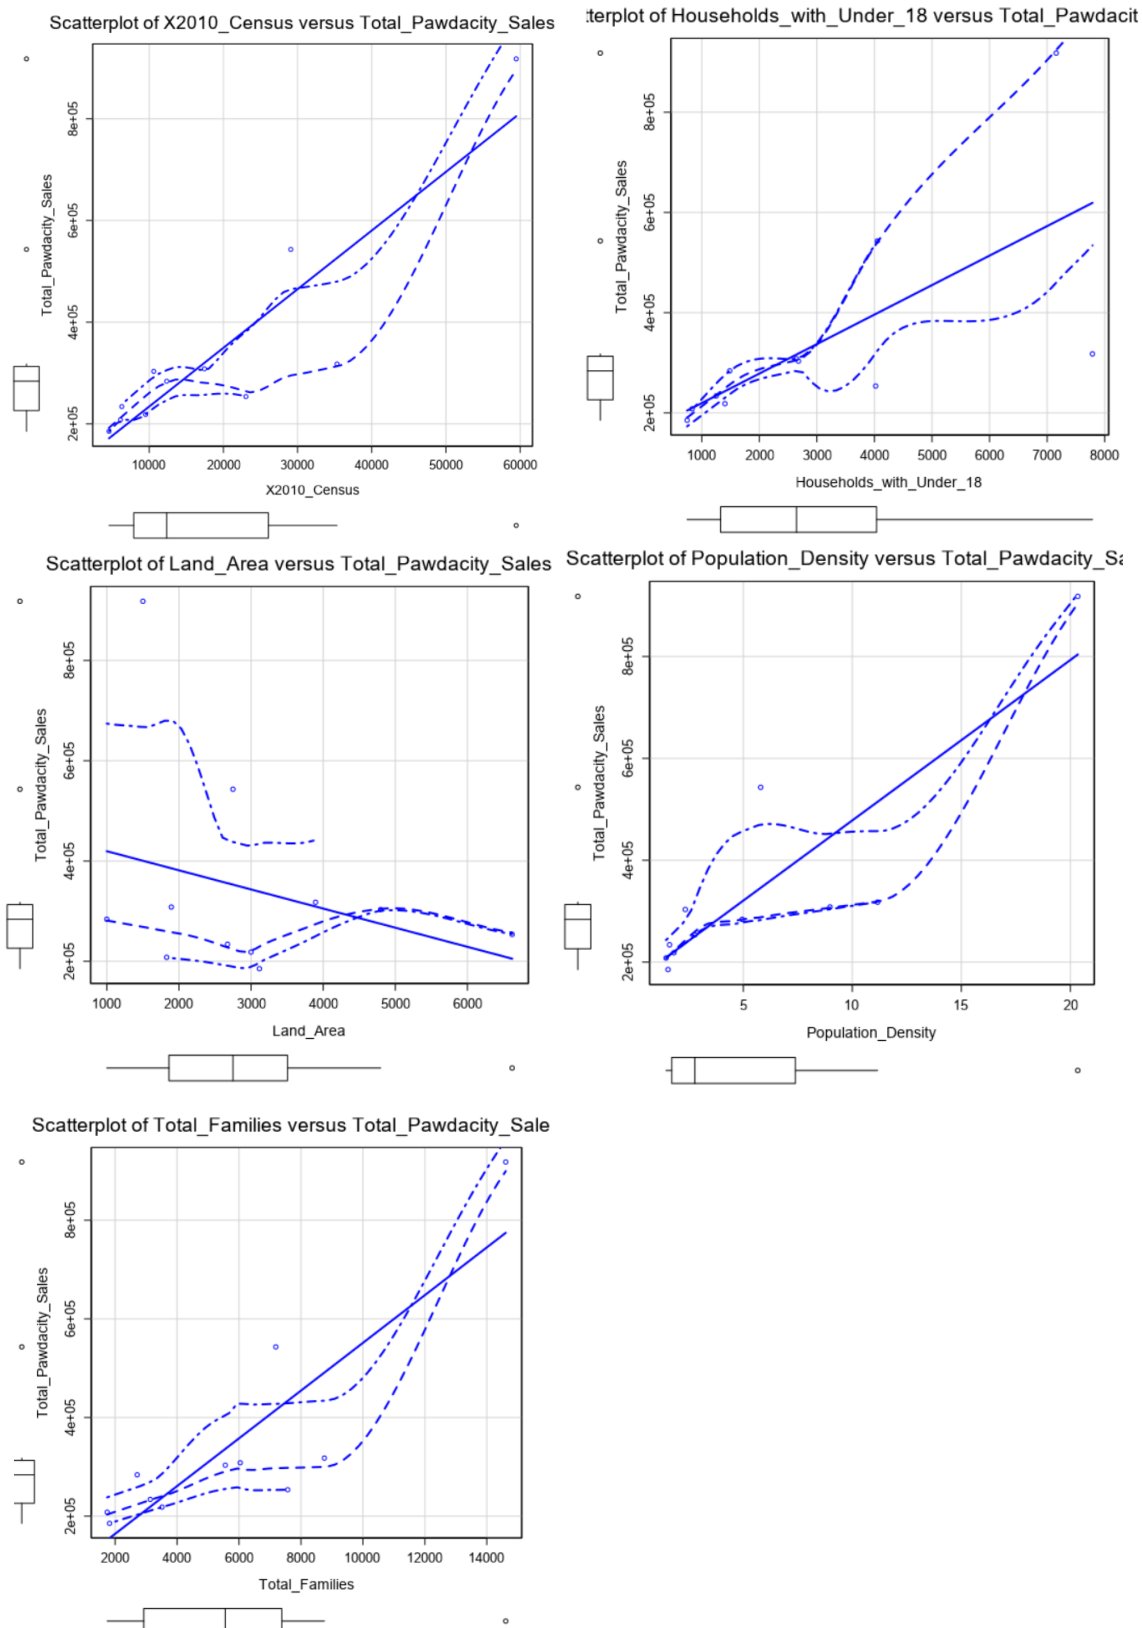 Scatterplot of X2010_Census versus Total_Pawdacity_Sales
Total_Pawdacity_Sales
8e+05
6e+05
4e+05
2e+05
10000 20000 30000 40000 50000 60000
X2010_Census
tterplot of Households_with_Under_18 versus Total_Pawdacit
Total_Pawdacity_Sales
8e+05
6e+05
4e+05
2e+05
1000 2000 3000 4000 5000 6000 7000 8000
Households_with_Under_18
Scatterplot of Land_Area versus Total_Pawdacity_Sales
Total_Pawdacity_Sales
8e+05
6e+05
4e+05
2e+05
1000 2000 3000 4000 5000 6000
Land_Area
Scatterplot of Population_Density versus Total_Pawdacity_Sa
Total_Pawdacity_Sales
8e+05
6e+05
4e+05
2e+05
5 10 15 20
Population_Density
Scatterplot of Total_Families versus Total_Pawdacity_Sale
Total_Pawdacity_Sales
8e+05
6e+05
4e+05
2e+05
2000 4000 6000 8000 10000 12000 14000
Total_Families